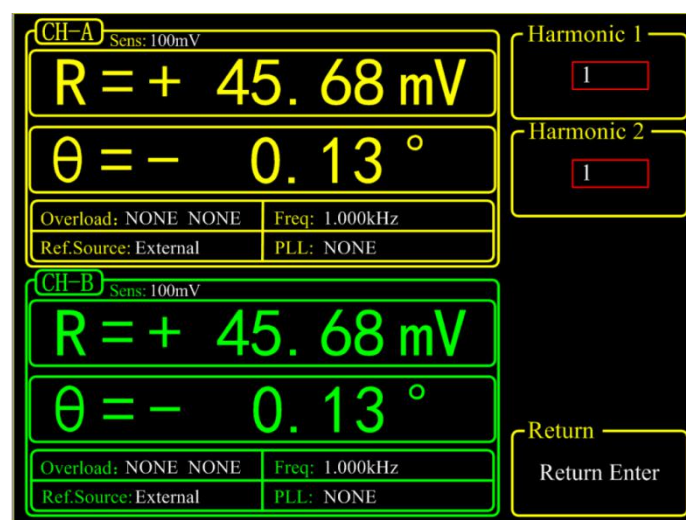 CH-A Sens: 100mV
R = + 45.68 mV
θ = - 0.13 °
Overload: NONE NONE Freq: 1.000kHz
Ref.Source: External PLL: NONE
CH-B Sens: 100mV
R = + 45.68 mV
θ = - 0.13 °
Overload: NONE NONE Freq: 1.000kHz
Ref.Source: External PLL: NONE
Harmonic 1
1
Harmonic 2
1
Return
Return Enter